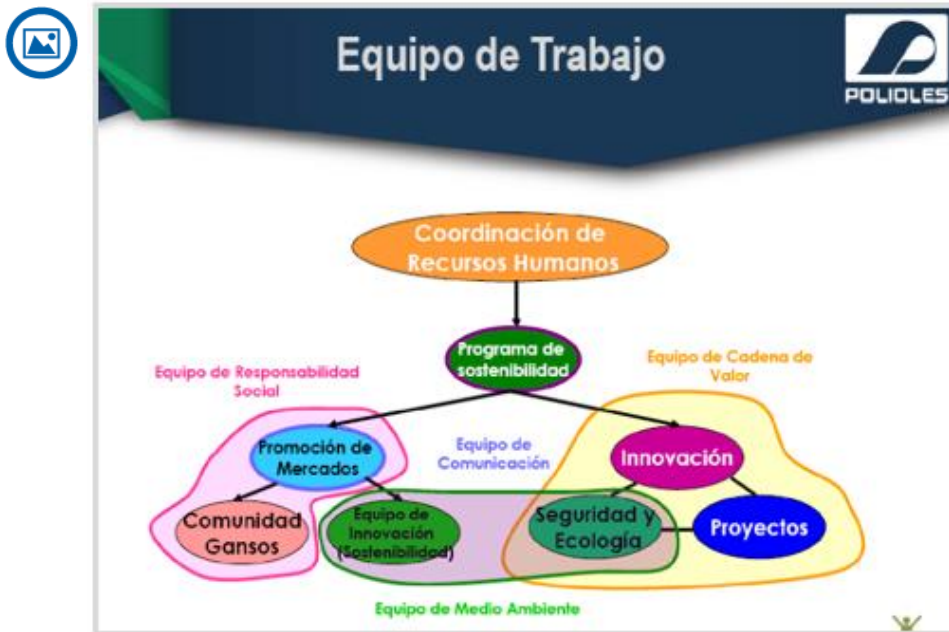 Equipo de Trabajo
POLIOLES
Coordinación de
Recursos Humanos
Programa de
sostenibilidad
Equipo de Responsabilidad
Social
Equipo de Cadena de
Valor
Promoción de
Mercados
Equipo de
Comunicación
Innovación
Comunidad
Gansos
Equipo de
Innovación
(Sostenibilidad)
Seguridad y
Ecología
Proyectos
Equipo de Medio Ambiente